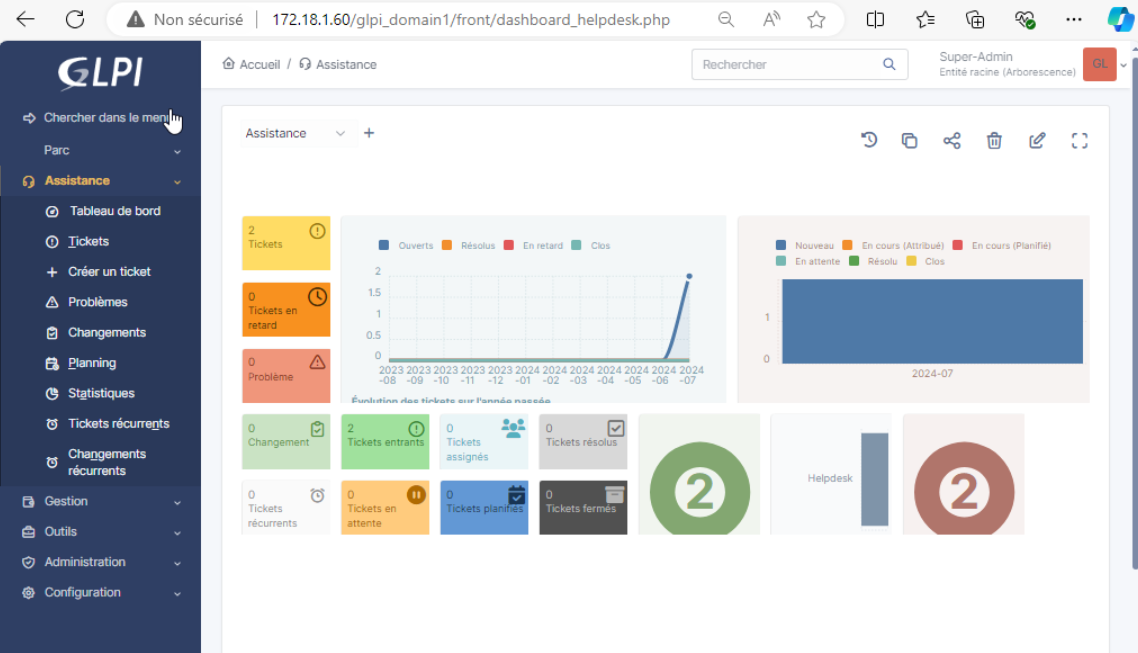 Non sécurisé
172.18.1.60/glpi_domain1/front/dashboard_helpdesk.php
GLPI
Chercher dans le menu
Parc
Assistance
Tableau de bord
Tickets
Créer un ticket
Problèmes
Changements
Planning
Statistiques
Tickets récurrents
Changements
récurrents
Gestion
Outils
Administration
Configuration
Accueil / Assistance
Rechercher
Super-Admin
Entité racine (Arborescence)
GL
Assistance
2
Tickets
0
Tickets en
retard
0
Problème
Ouverts Résolus En retard Clos
2
1.5
1
0.5
0
2023 2023 2023 2023 2023 2024 2024 2024 2024 2024 2024 2024
-08 -09 -10 -11 -12 -01 -02 -03 -04 -05 -06 -07
Évolution des tickets sur l'année passée
Nouveau En cours (Attribué) En cours (Planifié)
En attente Résolu Clos
1
0
2024-07
0
Changement
2
Tickets entrants
0
Tickets
assignés
0
Tickets résolus
0
Tickets
récurrents
0
Tickets en
attente
0
Tickets planifiés
0
Tickets fermés
2
Helpdesk
2